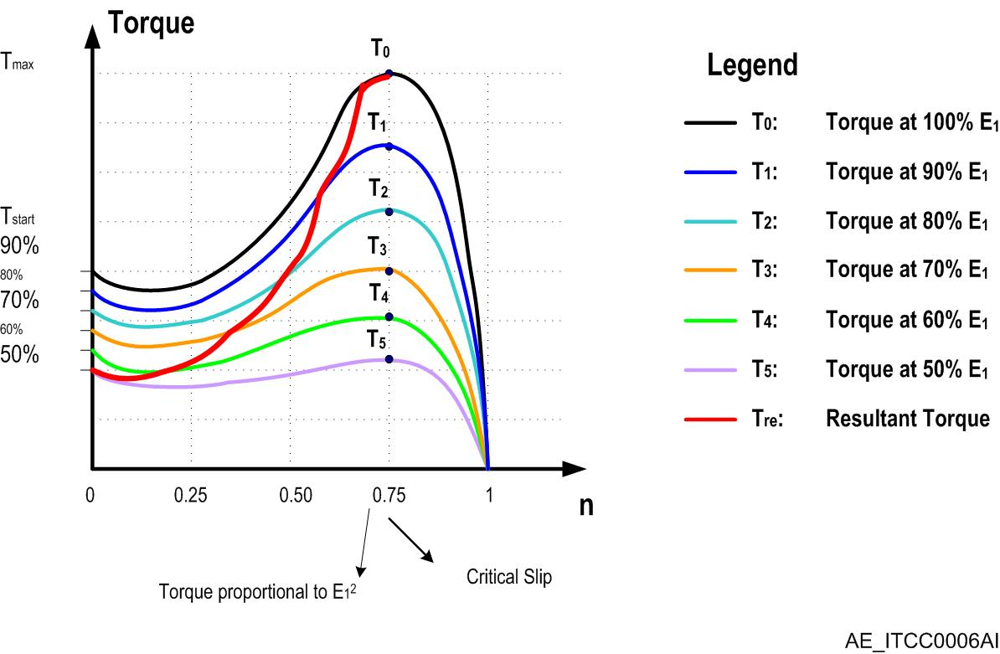 Torque
Tmax
Tstart
90%
80%
70%
60%
50%
T0
T1
T2
T3
T4
T5
0 0.25 0.50 0.75 1
n
Torque proportional to E1²
Critical Slip
Legend
T0: Torque at 100% E1
T1: Torque at 90% E1
T2: Torque at 80% E1
T3: Torque at 70% E1
T4: Torque at 60% E1
T5: Torque at 50% E1
Tre: Resultant Torque
AE_ITCC0006AI